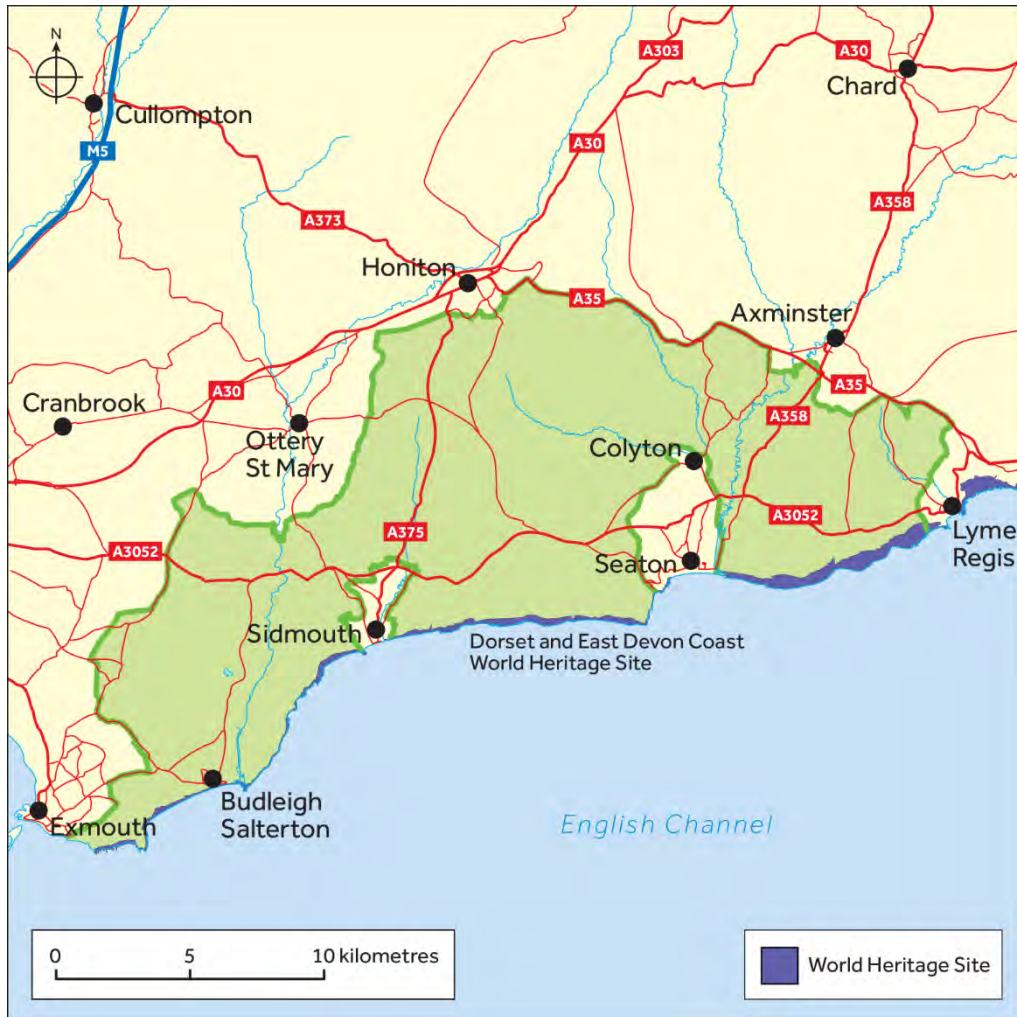 N
A303
A30
Chard
Cullompton
M5
A30
A358
A373
Honiton
A35
Axminster
A30
A35
Cranbrook
A358
Ottery
St Mary
Colyton
A3052
A3052
A375
Lyme
Regis
Seaton
Sidmouth
Dorset and East Devon Coast
World Heritage Site
Budleigh
Salterton
Exmouth
English Channel
0 5 10 kilometres
World Heritage Site